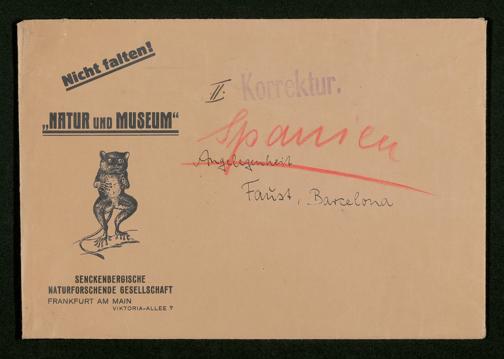 Nicht falten!
II. Korrektur.
„NATUR UND MUSEUM“
Spanien
Angelegenheit
Faust, Barcelona
SENCKENBERGISCHE
NATURFORSCHENDE GESELLSCHAFT
FRANKFURT AM MAIN
VIKTORIA-ALLEE 7